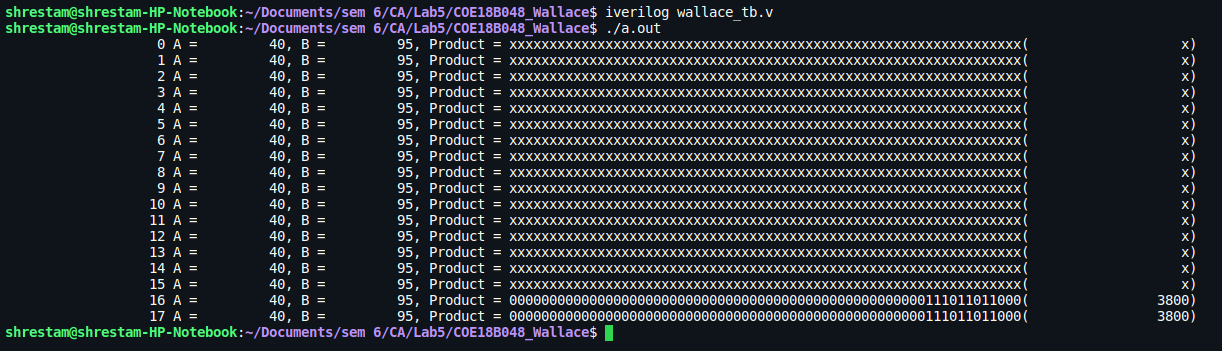 shrestam@shrestam-HP-Notebook:~/Documents/sem 6/CA/Lab5/COE18B048_Wallace$ iverilog wallace_tb.v
shrestam@shrestam-HP-Notebook:~/Documents/sem 6/CA/Lab5/COE18B048_Wallace$ ./a.out
                   0 A =         40, B =         95, Product = xxxxxxxxxxxxxxxxxxxxxxxxxxxxxxxxxxxxxxxxxxxxxxxxxxxxxxxxxxxxxxxx(                   x)
                   1 A =         40, B =         95, Product = xxxxxxxxxxxxxxxxxxxxxxxxxxxxxxxxxxxxxxxxxxxxxxxxxxxxxxxxxxxxxxxx(                   x)
                   2 A =         40, B =         95, Product = xxxxxxxxxxxxxxxxxxxxxxxxxxxxxxxxxxxxxxxxxxxxxxxxxxxxxxxxxxxxxxxx(                   x)
                   3 A =         40, B =         95, Product = xxxxxxxxxxxxxxxxxxxxxxxxxxxxxxxxxxxxxxxxxxxxxxxxxxxxxxxxxxxxxxxx(                   x)
                   4 A =         40, B =         95, Product = xxxxxxxxxxxxxxxxxxxxxxxxxxxxxxxxxxxxxxxxxxxxxxxxxxxxxxxxxxxxxxxx(                   x)
                   5 A =         40, B =         95, Product = xxxxxxxxxxxxxxxxxxxxxxxxxxxxxxxxxxxxxxxxxxxxxxxxxxxxxxxxxxxxxxxx(                   x)
                   6 A =         40, B =         95, Product = xxxxxxxxxxxxxxxxxxxxxxxxxxxxxxxxxxxxxxxxxxxxxxxxxxxxxxxxxxxxxxxx(                   x)
                   7 A =         40, B =         95, Product = xxxxxxxxxxxxxxxxxxxxxxxxxxxxxxxxxxxxxxxxxxxxxxxxxxxxxxxxxxxxxxxx(                   x)
                   8 A =         40, B =         95, Product = xxxxxxxxxxxxxxxxxxxxxxxxxxxxxxxxxxxxxxxxxxxxxxxxxxxxxxxxxxxxxxxx(                   x)
                   9 A =         40, B =         95, Product = xxxxxxxxxxxxxxxxxxxxxxxxxxxxxxxxxxxxxxxxxxxxxxxxxxxxxxxxxxxxxxxx(                   x)
                  10 A =         40, B =         95, Product = xxxxxxxxxxxxxxxxxxxxxxxxxxxxxxxxxxxxxxxxxxxxxxxxxxxxxxxxxxxxxxxx(                   x)
                  11 A =         40, B =         95, Product = xxxxxxxxxxxxxxxxxxxxxxxxxxxxxxxxxxxxxxxxxxxxxxxxxxxxxxxxxxxxxxxx(                   x)
                  12 A =         40, B =         95, Product = xxxxxxxxxxxxxxxxxxxxxxxxxxxxxxxxxxxxxxxxxxxxxxxxxxxxxxxxxxxxxxxx(                   x)
                  13 A =         40, B =         95, Product = xxxxxxxxxxxxxxxxxxxxxxxxxxxxxxxxxxxxxxxxxxxxxxxxxxxxxxxxxxxxxxxx(                   x)
                  14 A =         40, B =         95, Product = xxxxxxxxxxxxxxxxxxxxxxxxxxxxxxxxxxxxxxxxxxxxxxxxxxxxxxxxxxxxxxxx(                   x)
                  15 A =         40, B =         95, Product = xxxxxxxxxxxxxxxxxxxxxxxxxxxxxxxxxxxxxxxxxxxxxxxxxxxxxxxxxxxxxxxx(                   x)
                  16 A =         40, B =         95, Product = 0000000000000000000000000000000000000000000000000000111011011000(                3800)
                  17 A =         40, B =         95, Product = 0000000000000000000000000000000000000000000000000000111011011000(                3800)
shrestam@shrestam-HP-Notebook:~/Documents/sem 6/CA/Lab5/COE18B048_Wallace$